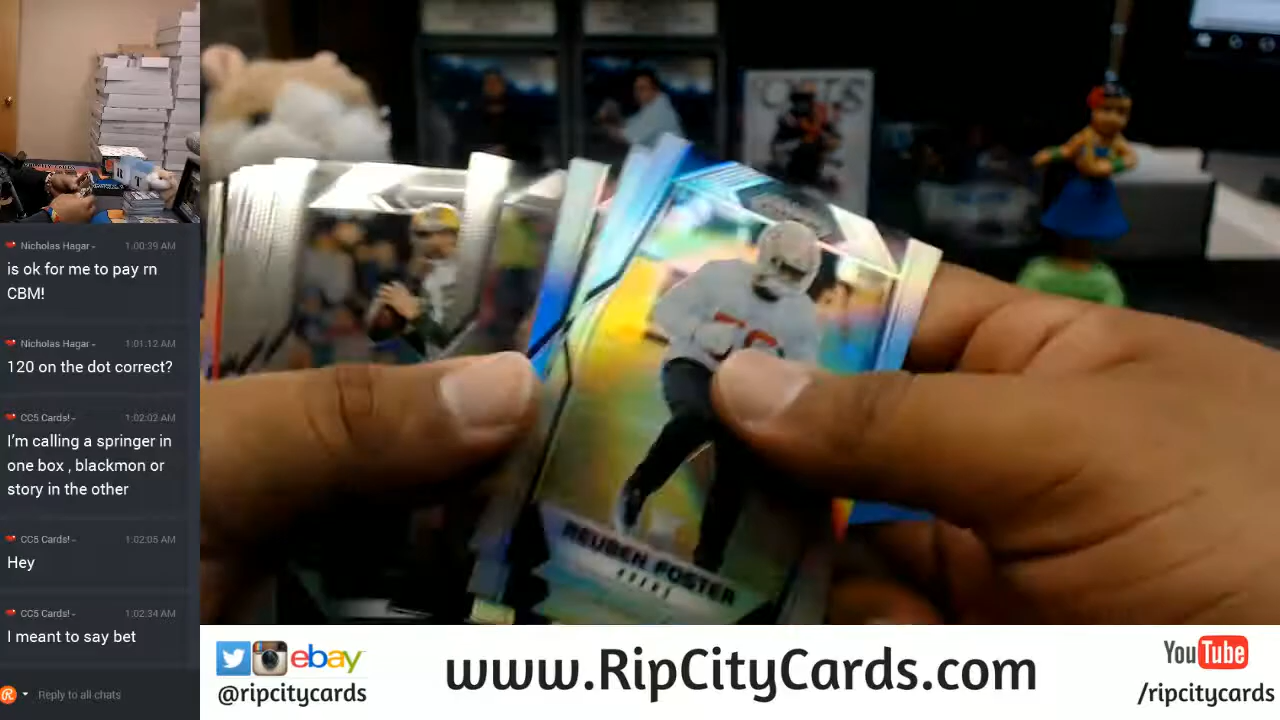 Nicholas Hagar- 1:00:39 AM
is ok for me to pay rn
CBM!
Nicholas Hagar- 1:01:12 AM
120 on the dot correct?
CC5 Cards!- 1:02:02 AM
I'm calling a springer in
one box , blackmon or
story in the other
CC5 Cards!- 1:02:05 AM
Hey
CC5 Cards!- 1:02:34 AM
I meant to say bet
Reply to all chats
REUBEN FOSTER
49ERS
ebay
@ripcitycards
www.RipCityCards.com
YouTube
/ripcitycards